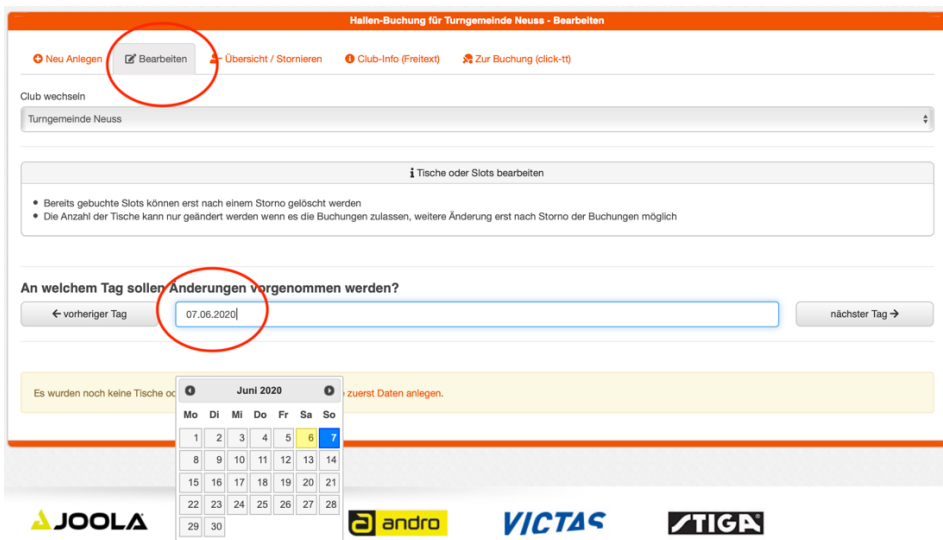 Hallen-Buchung für Turngemeinde Neuss - Bearbeiten
Neu Anlegen Bearbeiten Übersicht / Stornieren Club-Info (Freitext) Zur Buchung (click-tt)
Club wechseln
Turngemeinde Neuss
Tische oder Slots bearbeiten
Bereits gebuchte Slots können erst nach einem Storno gelöscht werden
Die Anzahl der Tische kann nur geändert werden wenn es die Buchungen zulassen, weitere Änderung erst nach Storno der Buchungen möglich
An welchem Tag sollen Änderungen vorgenommen werden?
vorheriger Tag 07.06.2020 nächster Tag
Es wurden noch keine Tische zuerst Daten anlegen.
Juni 2020
Mo Di Mi Do Fr Sa So
1 2 3 4 5 6 7
8 9 10 11 12 13 14
15 16 17 18 19 20 21
22 23 24 25 26 27 28
29 30
JOOLA andro VICTAS STIGA